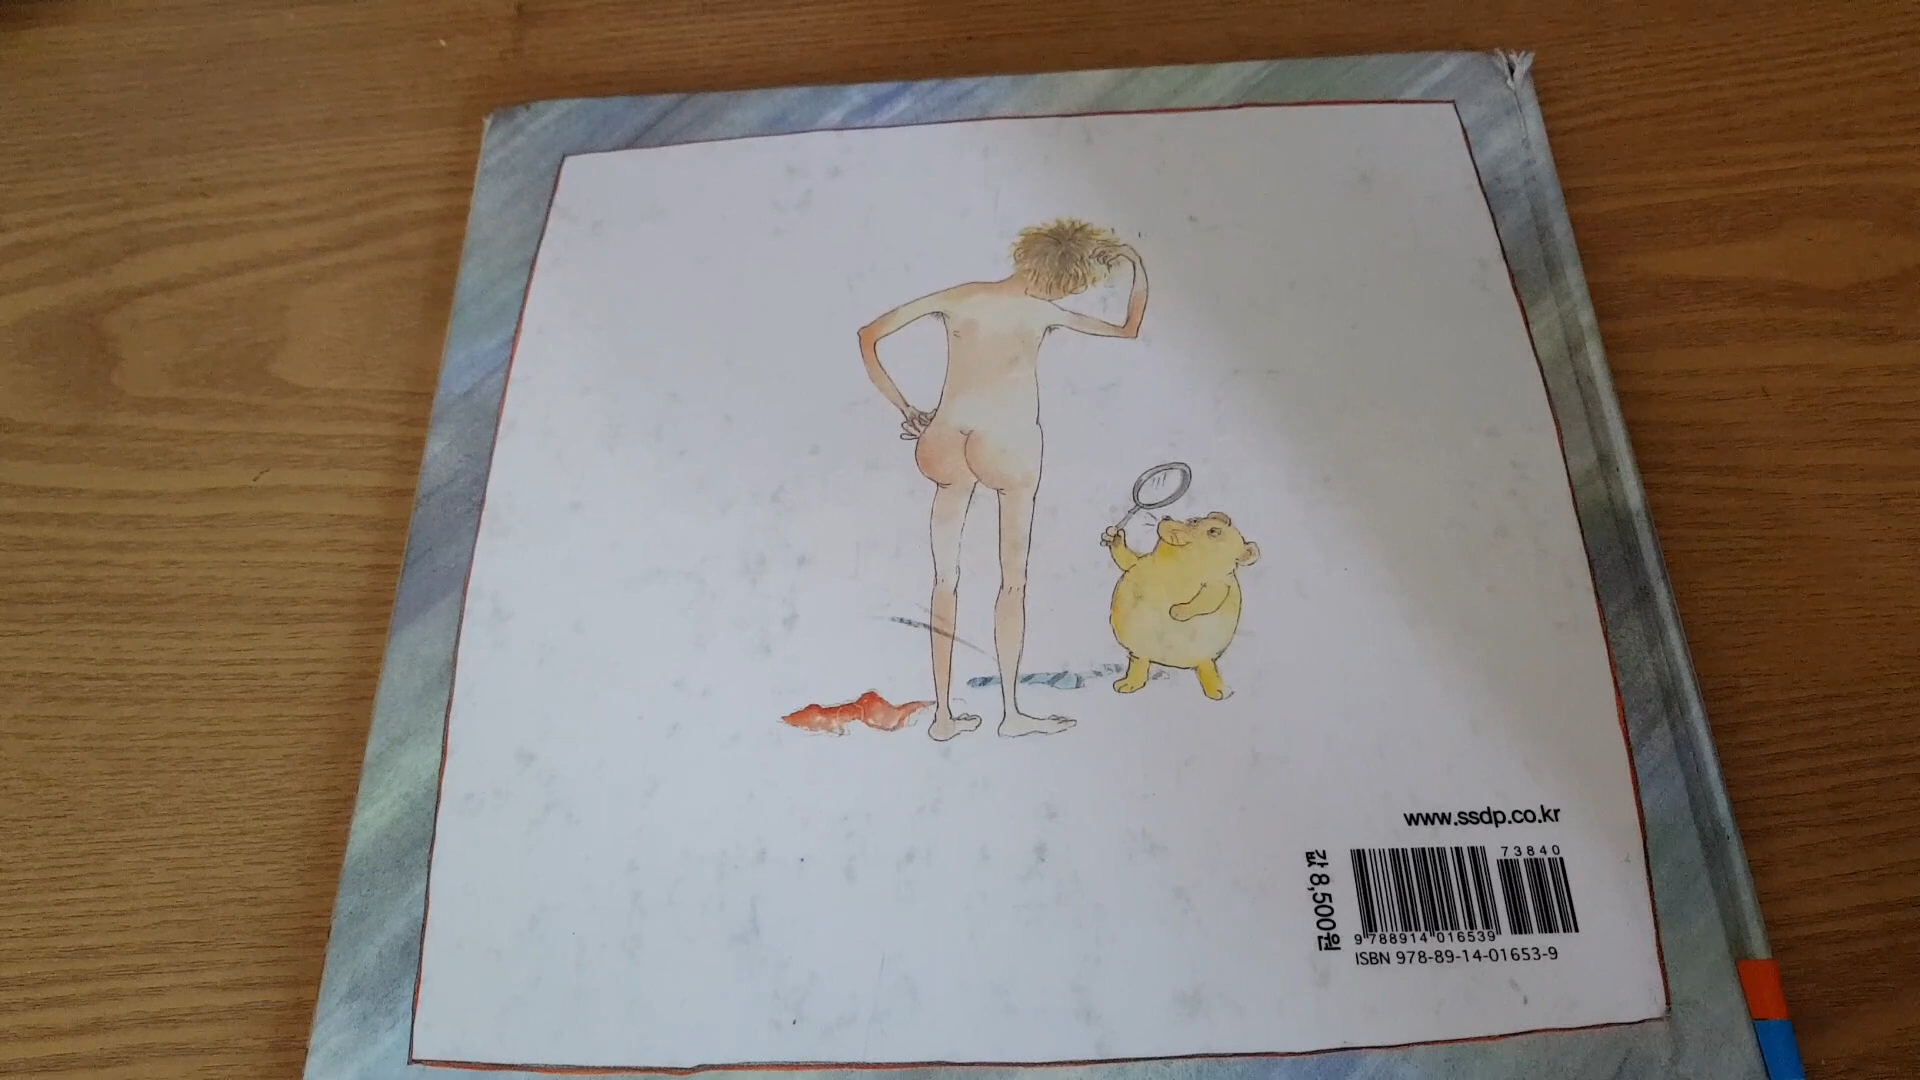 www.ssdp.co.kr
73840
값 8,500원
9 788914 016539
ISBN 978-89-14-01653-9